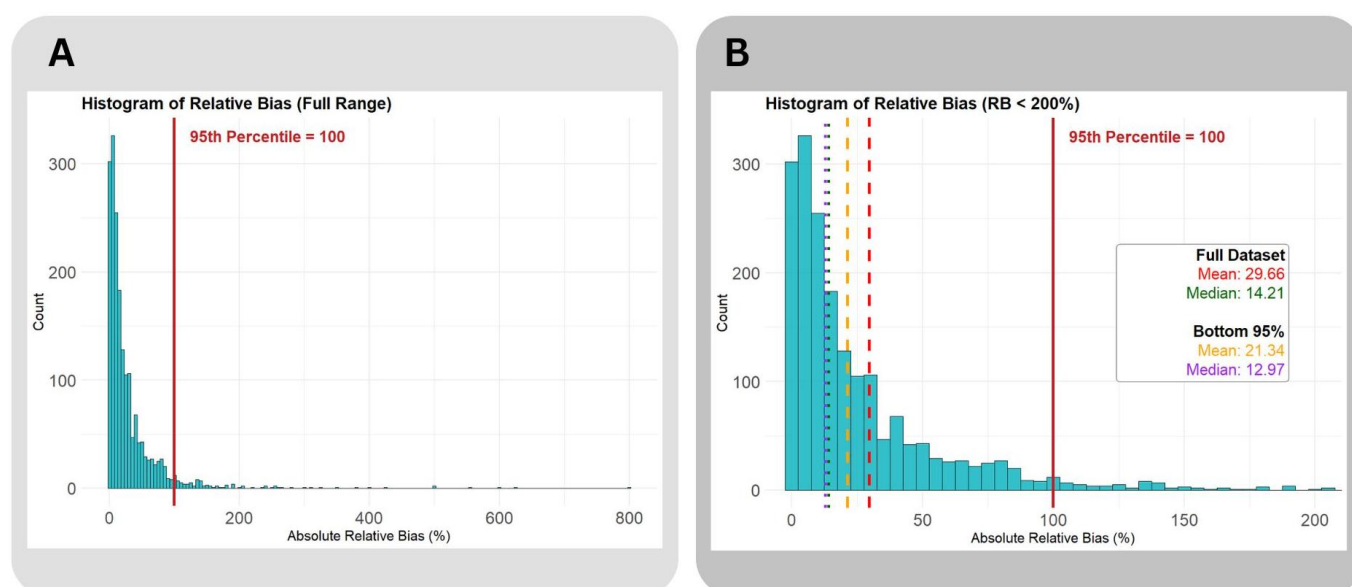 A
Histogram of Relative Bias (Full Range)
95th Percentile = 100
300
200
100
0
Count
0 200 400 600 800
Absolute Relative Bias (%)
B
Histogram of Relative Bias (RB < 200%)
95th Percentile = 100
300
200
100
0
Count
Full Dataset
Mean: 29.66
Median: 14.21
Bottom 95%
Mean: 21.34
Median: 12.97
0 50 100 150 200
Absolute Relative Bias (%)